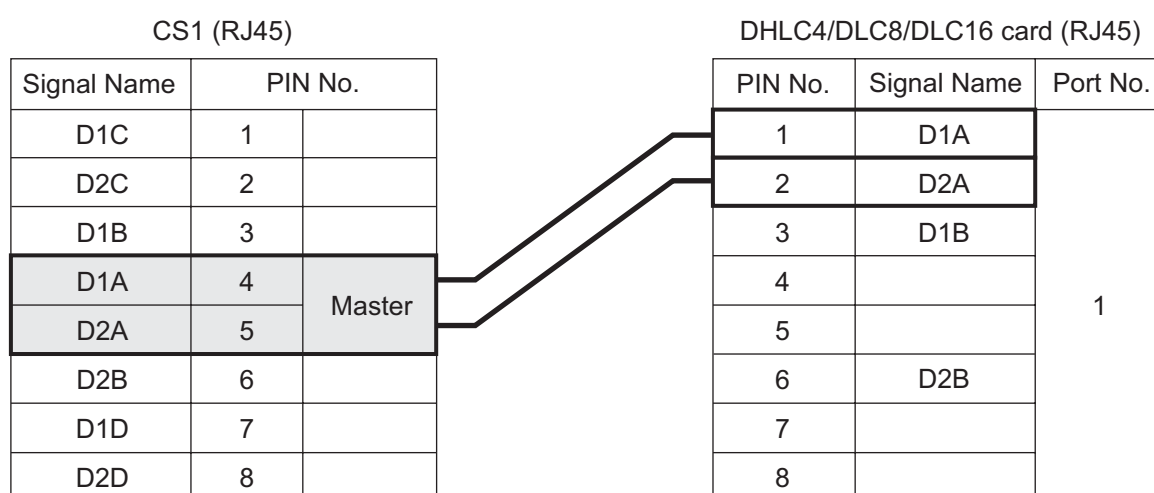 CS1 (RJ45) DHLC4/DLC8/DLC16 card (RJ45)
Signal Name PIN No. PIN No. Signal Name Port No.
D1C 1 1 D1A
D2C 2 2 D2A
D1B 3 3 D1B
D1A 4 4
Master 1
D2A 5 5
D2B 6 6 D2B
D1D 7 7
D2D 8 8